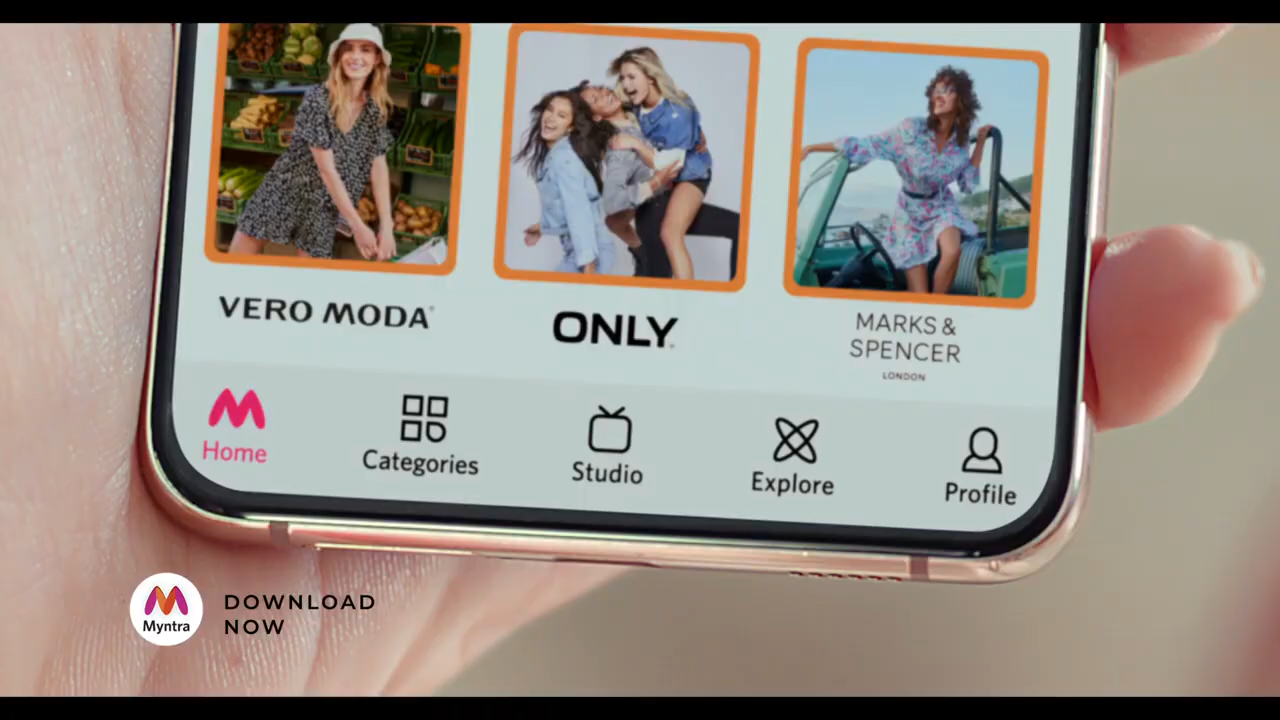 VERO MODA
ONLY
MARKS &
SPENCER
LONDON
Home
Categories
Studio
Explore
Profile
Myntra
DOWNLOAD
NOW